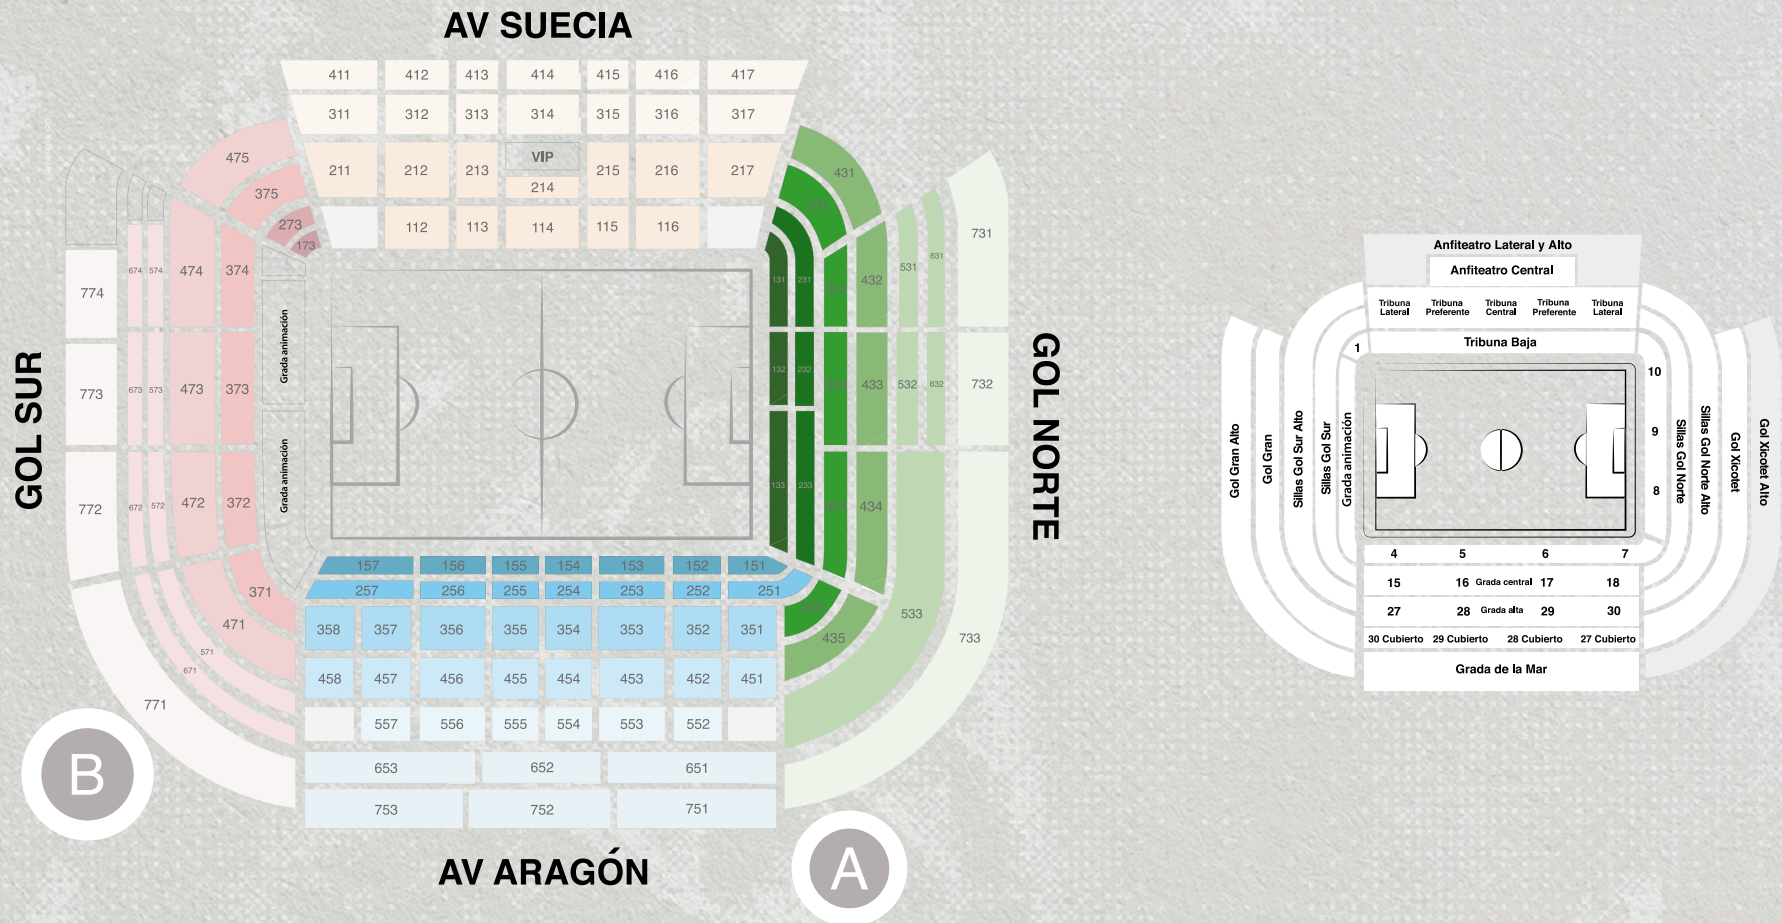 AV SUECIA
411 412 413 414 415 416 417
311 312 313 314 315 316 317
VIP
211 212 213 214 215 216 217
112 113 114 115 116
475
375
273
173
674 574 474 374
774
673 573 473 373
773
672 572 472 372
772
371
471
571
671
771
Grada animación
Grada animación
GOL SUR
431
131 231 432 531 631 731
132 232 433 532 632 732
133 233 434
435 533 733
GOL NORTE
157 156 155 154 153 152 151
257 256 255 254 253 252 251
358 357 356 355 354 353 352 351
458 457 456 455 454 453 452 451
557 556 555 554 553 552
653 652 651
753 752 751
B
A
AV ARAGÓN
Anfiteatro Lateral y Alto
Anfiteatro Central
Tribuna Lateral
Tribuna Preferente
Tribuna Central
Tribuna Preferente
Tribuna Lateral
Tribuna Baja
1
10
9
8
Gol Gran Alto
Gol Gran
Sillas Gol Sur Alto
Sillas Gol Sur
Grada animación
Sillas Gol Norte
Sillas Gol Norte Alto
Gol Xicotet
Gol Xicotet Alto
4 5 6 7
15 16 Grada central 17 18
27 28 Grada alta 29 30
30 Cubierto 29 Cubierto 28 Cubierto 27 Cubierto
Grada de la Mar